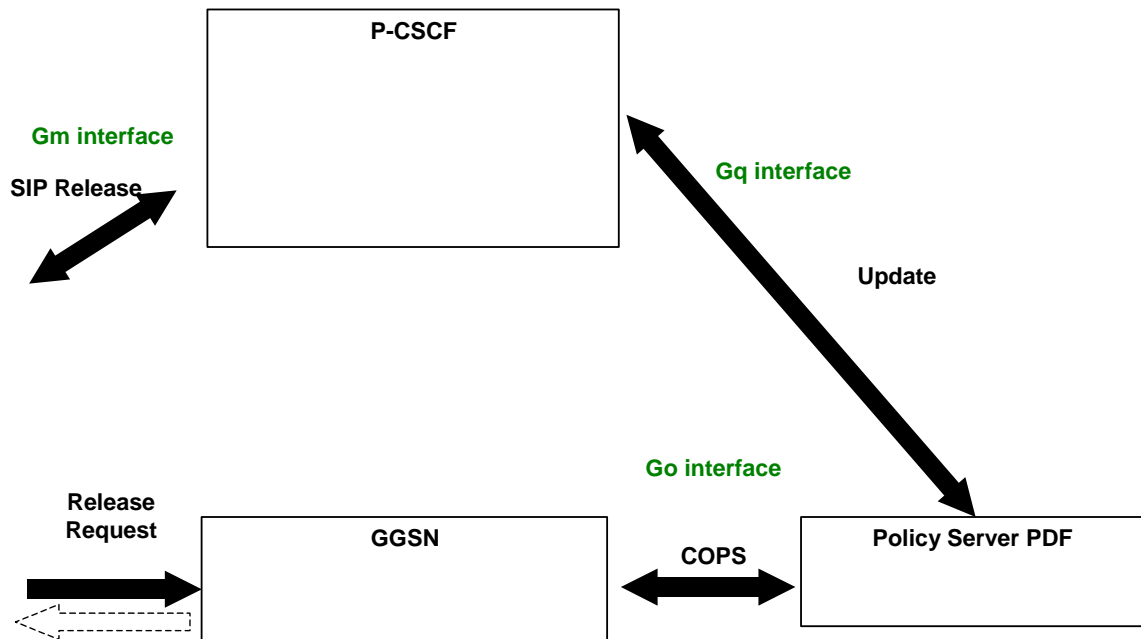 P-CSCF
Gm interface
SIP Release
Gq interface
Update
Go interface
Release
Request
GGSN
COPS
Policy Server PDF